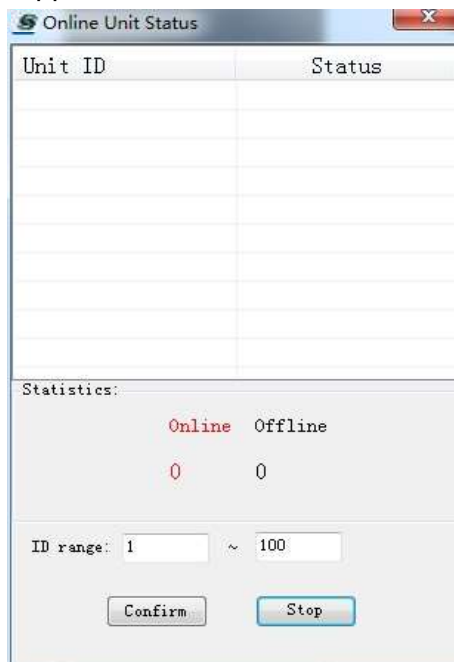 Online Unit Status
Unit ID Status
Statistics:
Online Offline
0 0
ID range: 1 ~ 100
Confirm Stop